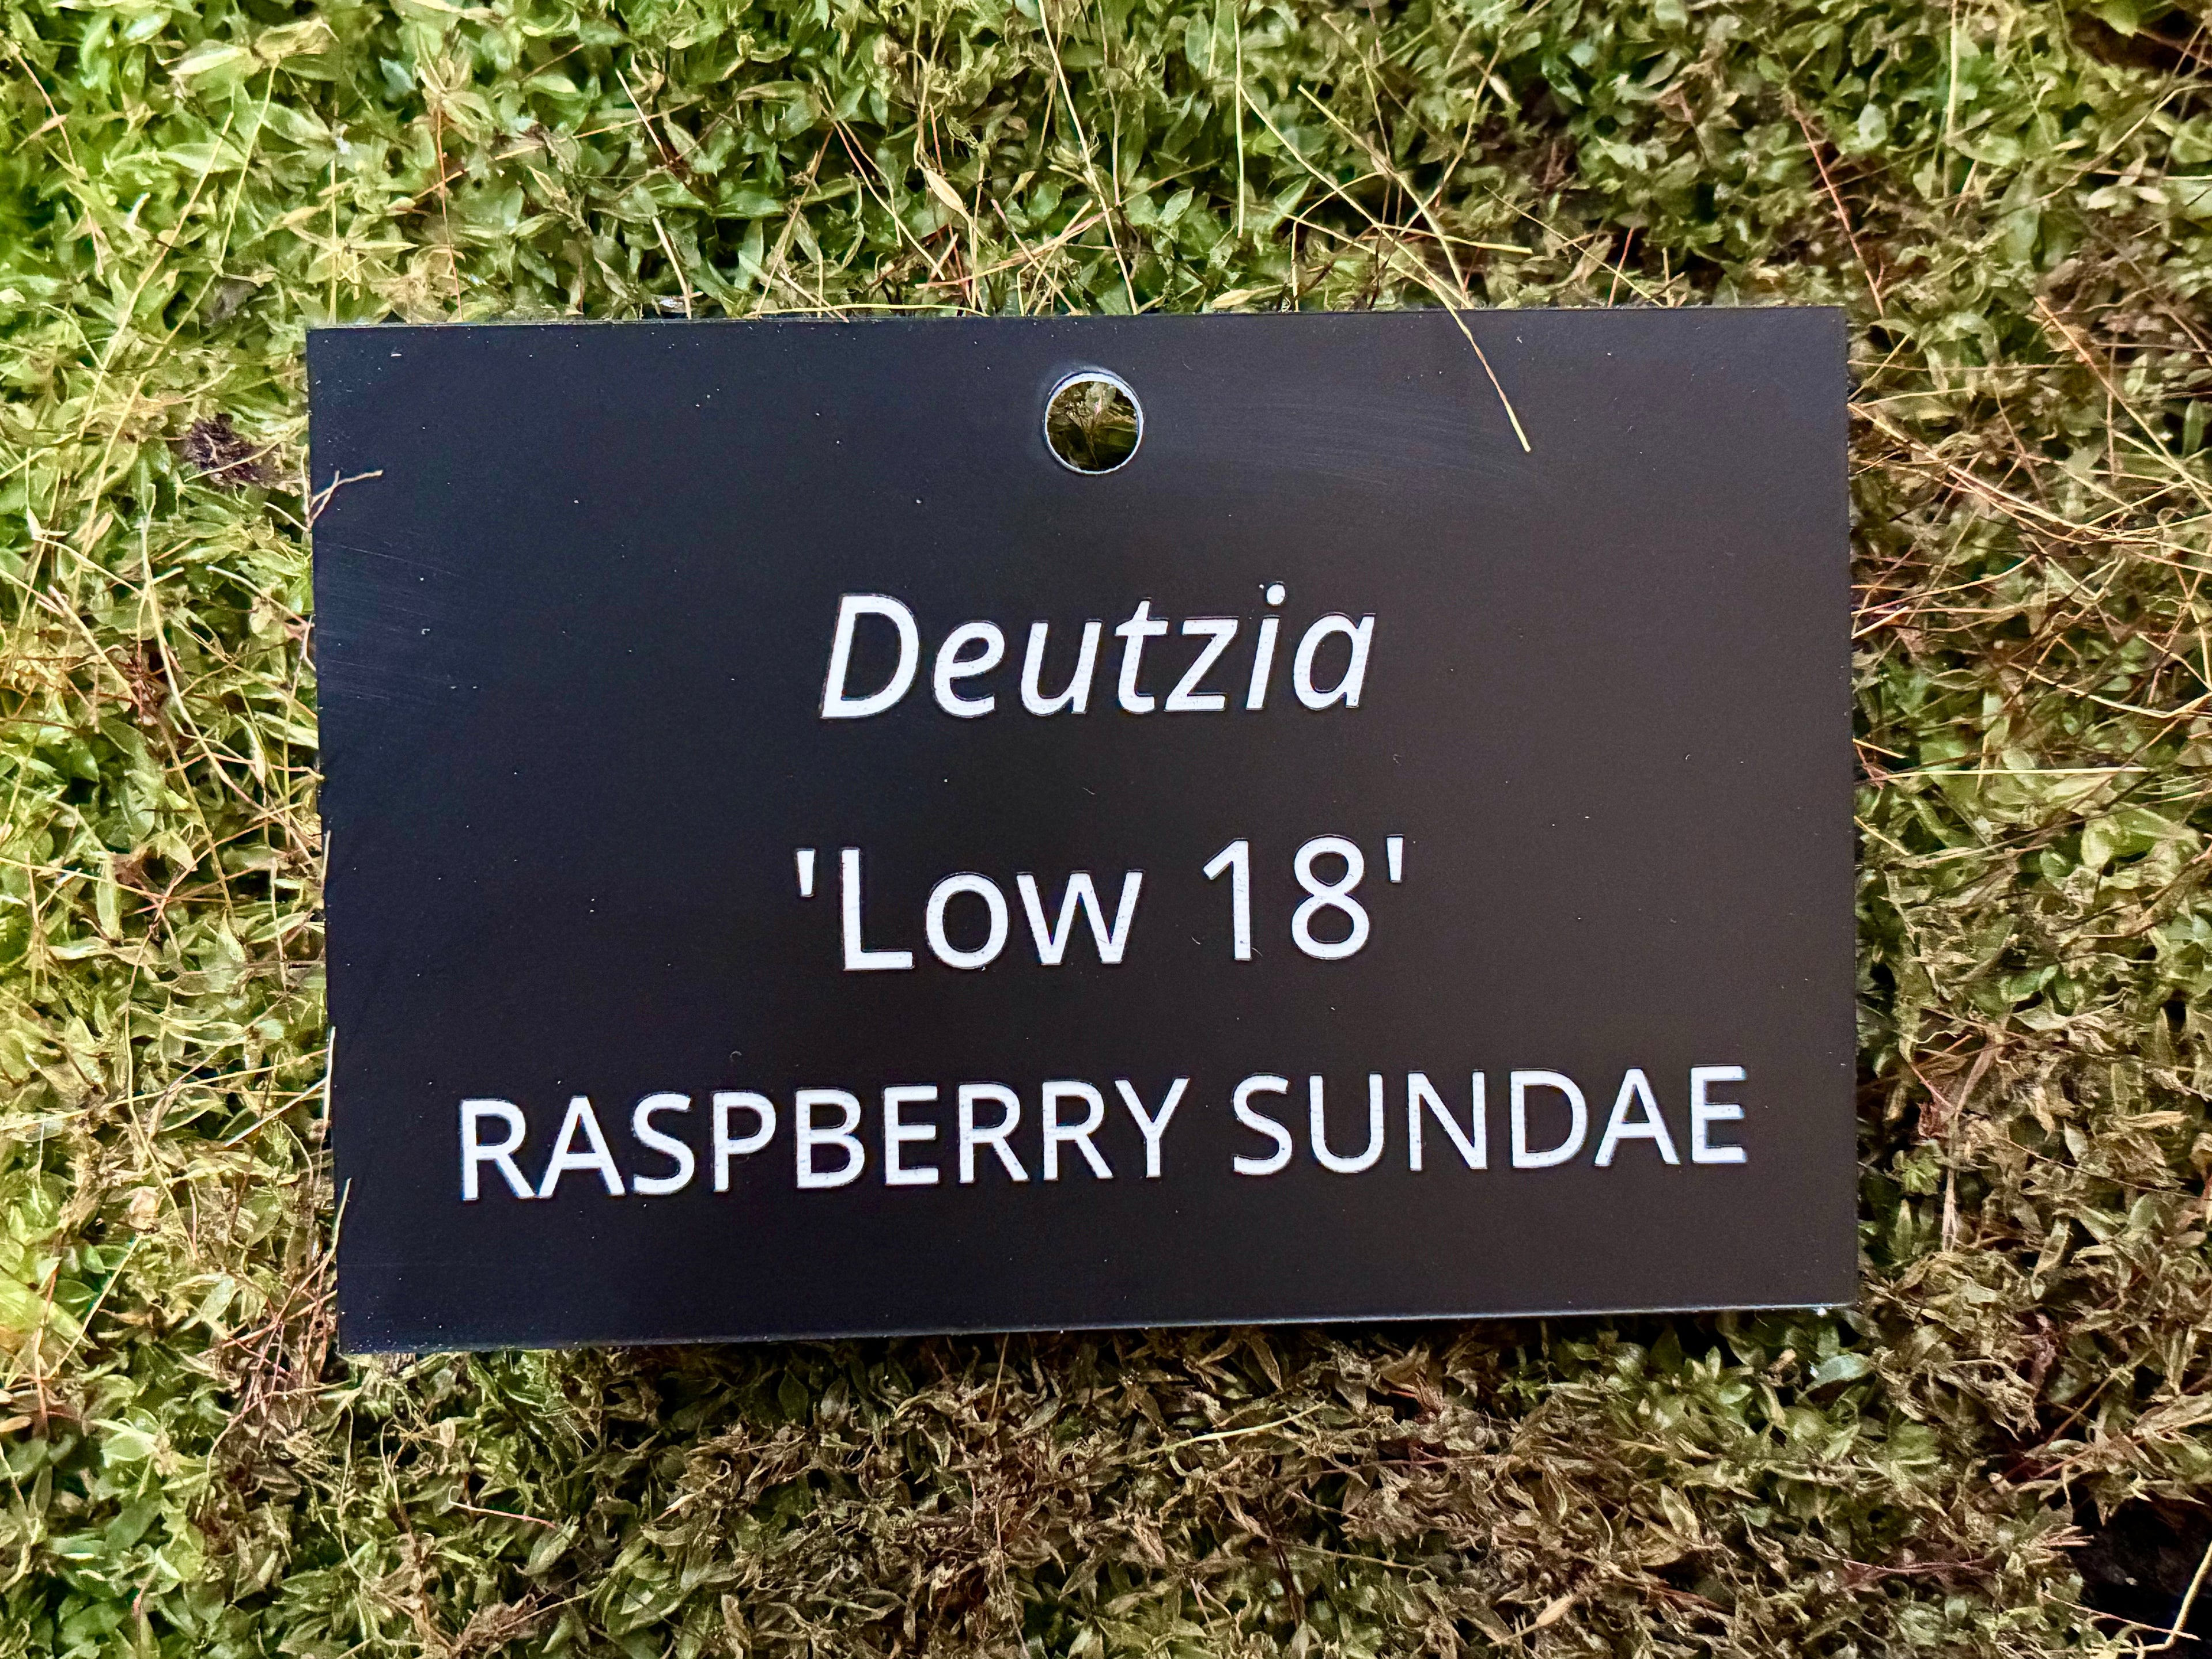 Deutzia
'Low 18'
RASPBERRY SUNDAE